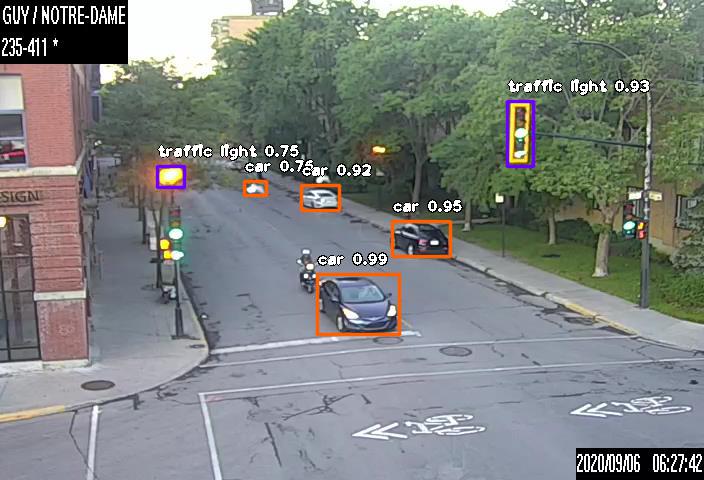 GUY / NOTRE-DAME
235-411 *
traffic light 0.93
traffic light 0.75
car 0.75
car 0.92
car 0.95
car 0.99
SIGN
2020/09/06 06:27:42